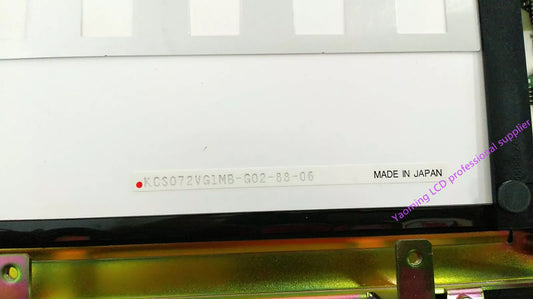 KCS072VG1MB-G02-88-06 MADE IN JAPAN
Yaoming LCD professional supplier